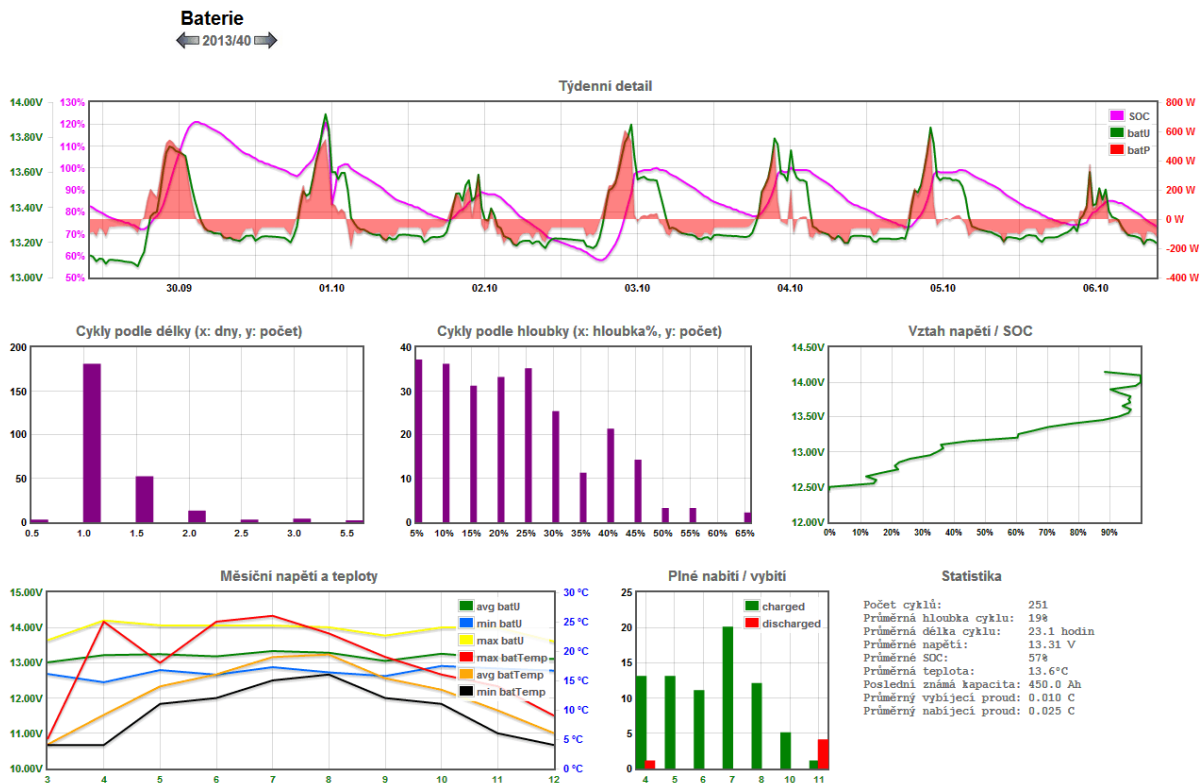 Baterie
2013/40
Týdenní detail
14.00V 130% 800 W
13.80V 120% 600 W
13.60V 110% 400 W
13.40V 100% 200 W
13.20V 90% 0 W
13.00V 80% -200 W
70% -400 W
60%
50%
SOC
batU
batP
30.09 01.10 02.10 03.10 04.10 05.10 06.10
Cykly podle délky (x: dny, y: počet)
200
150
100
50
0
0.5 1.0 1.5 2.0 2.5 3.0 5.5
Cykly podle hloubky (x: hloubka%, y: počet)
40
30
20
10
0
5% 10% 15% 20% 25% 30% 35% 40% 45% 50% 55% 60% 65%
Vztah napětí / SOC
14.50V
14.00V
13.50V
13.00V
12.50V
12.00V
0% 10% 20% 30% 40% 50% 60% 70% 80% 90%
Měsíční napětí a teploty
15.00V 30 °C
14.00V 25 °C
13.00V 20 °C
12.00V 15 °C
11.00V 10 °C
10.00V 5 °C
0 °C
avg batU
min batU
max batU
max batTemp
avg batTemp
min batTemp
3 4 5 6 7 8 9 10 11 12
Plné nabití / vybití
25
20
15
10
5
0
charged
discharged
4 5 6 7 8 10 11
Statistika
Počet cyklů: 251
Průměrná hloubka cyklu: 19%
Průměrná délka cyklu: 23.1 hodin
Průměrné napětí: 13.31 V
Průměrné SOC: 57%
Průměrná teplota: 13.6°C
Poslední známá kapacita: 450.0 Ah
Průměrný vybíjecí proud: 0.010 C
Průměrný nabíjecí proud: 0.025 C